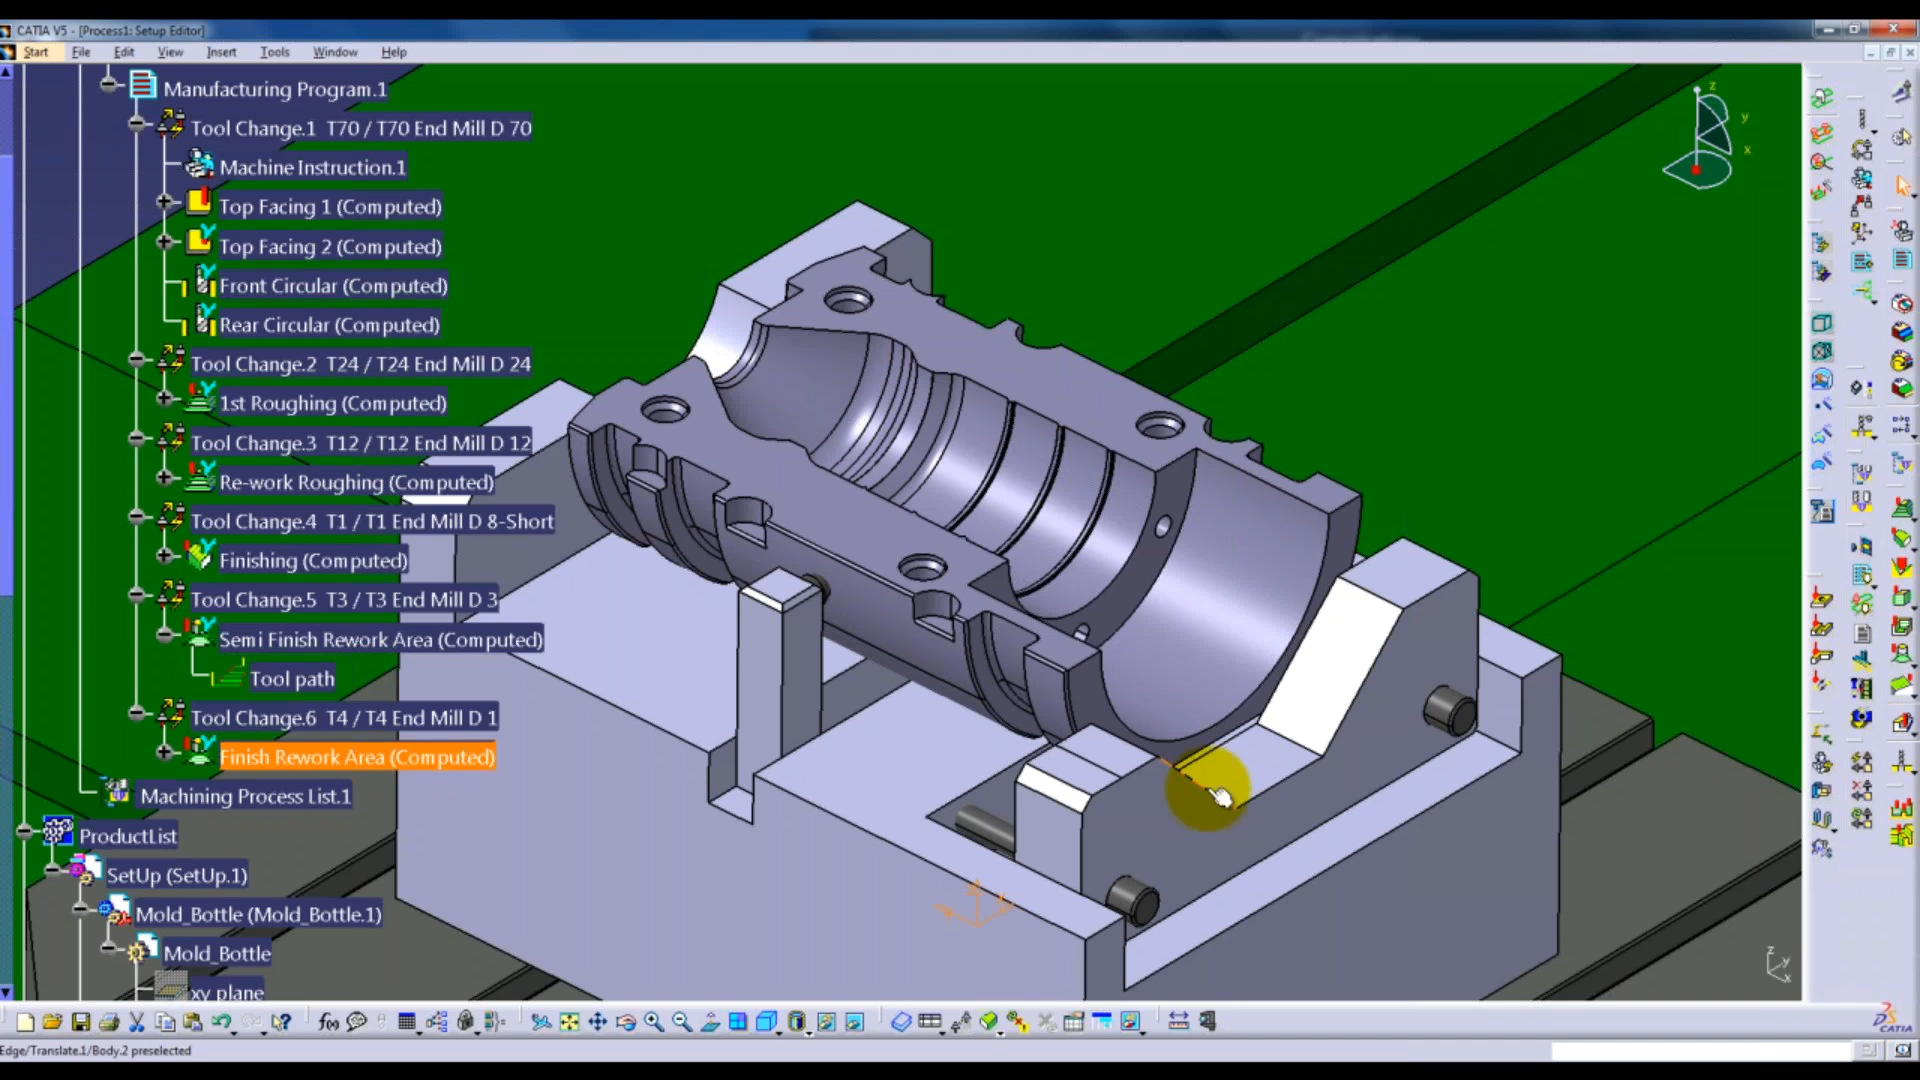 CATIA V5 - [Process1: Setup Editor]
Start File Edit View Insert Tools Window Help
Manufacturing Program.1
Tool Change.1 T70 / T70 End Mill D 70
Machine Instruction.1
Top Facing 1 (Computed)
Top Facing 2 (Computed)
Front Circular (Computed)
Rear Circular (Computed)
Tool Change.2 T24 / T24 End Mill D 24
1st Roughing (Computed)
Tool Change.3 T12 / T12 End Mill D 12
Re-work Roughing (Computed)
Tool Change.4 T1 / T1 End Mill D 8-Short
Finishing (Computed)
Tool Change.5 T3 / T3 End Mill D 3
Semi Finish Rework Area (Computed)
Tool path
Tool Change.6 T4 / T4 End Mill D 1
Finish Rework Area (Computed)
Machining Process List.1
ProductList
SetUp (SetUp.1)
Mold_Bottle (Mold_Bottle.1)
Mold_Bottle
xy plane
z
y
x
z
y
x
f(x)
CATIA
Edge/Translate.1/Body.2 preselected